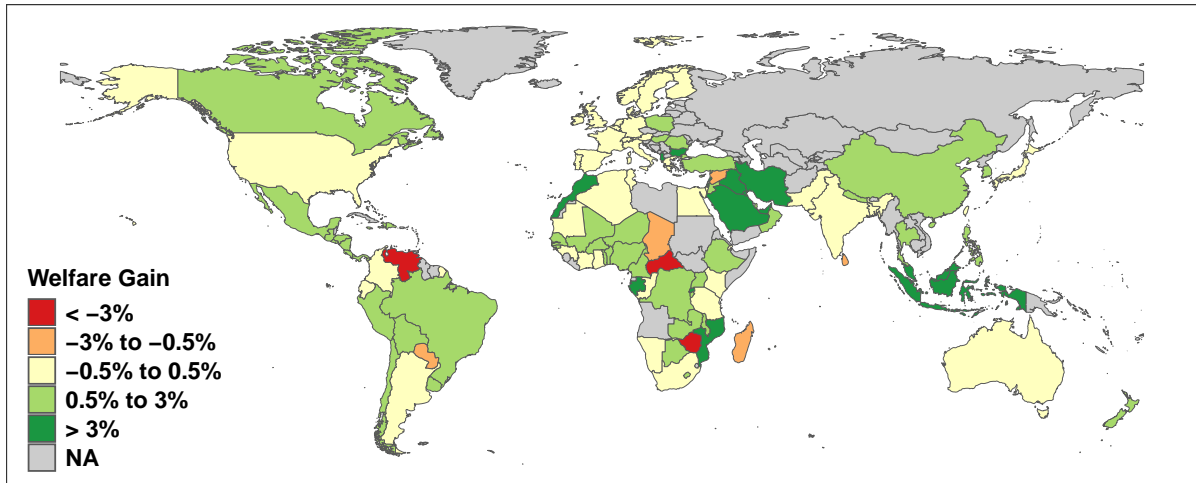 Welfare Gain
< −3%
−3% to −0.5%
−0.5% to 0.5%
0.5% to 3%
> 3%
NA